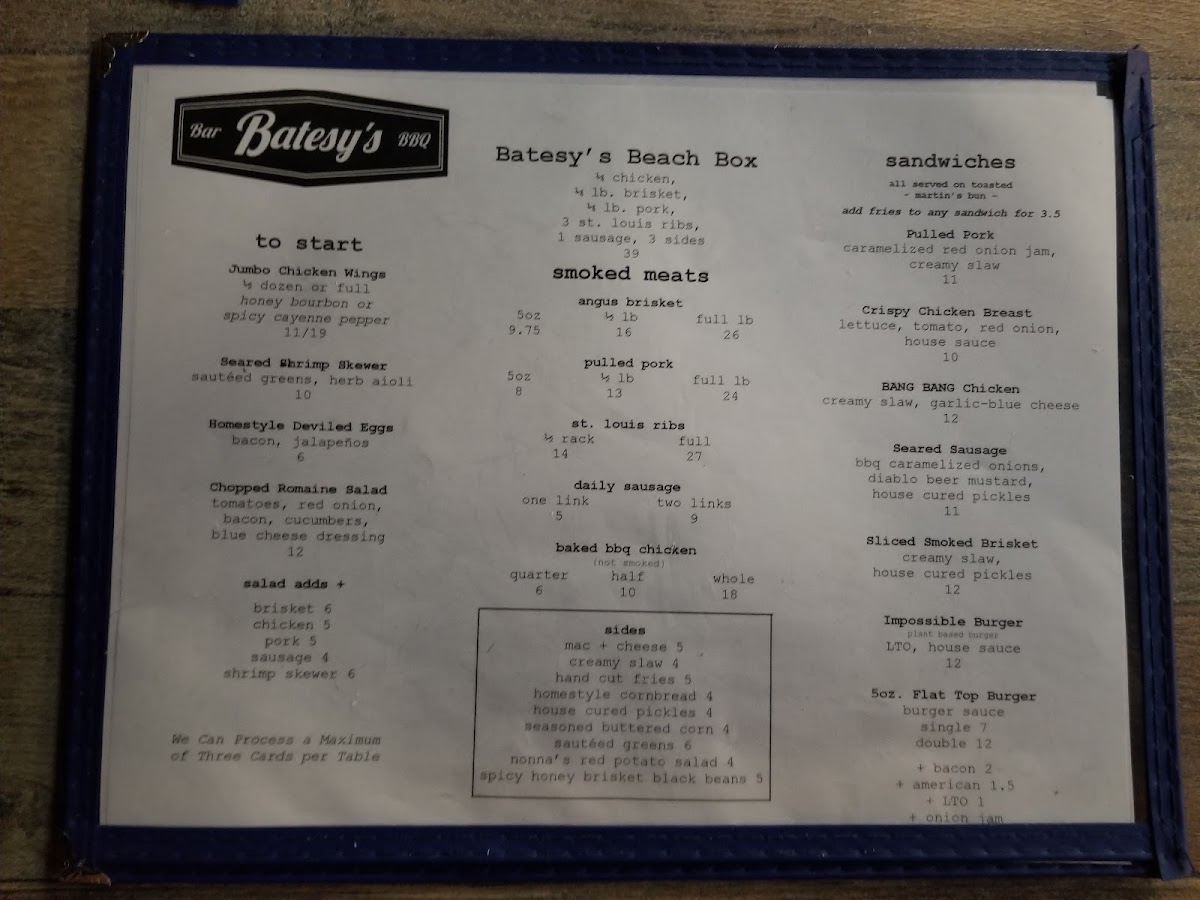 Bar Batesy's BBQ
to start
Jumbo Chicken Wings
½ dozen or full
honey bourbon or
spicy cayenne pepper
11/19
Seared Shrimp Skewer
sautéed greens, herb aioli
10
Homestyle Deviled Eggs
bacon, jalapeños
6
Chopped Romaine Salad
tomatoes, red onion,
bacon, cucumbers,
blue cheese dressing
12
salad adds +
brisket 6
chicken 5
pork 5
sausage 4
shrimp skewer 6
We Can Process a Maximum
of Three Cards per Table
Batesy's Beach Box
chicken,
¼ lb. brisket,
¼ lb. pork,
3 st. louis ribs,
1 sausage, 3 sides
39
smoked meats
angus brisket
5oz ½ lb full lb
9.75 16 26
pulled pork
5oz ½ lb full lb
8 13 24
st. louis ribs
½ rack full
14 27
daily sausage
one link two links
5 9
baked bbq chicken
(not smoked)
quarter half whole
6 10 18
sides
mac + cheese 5
creamy slaw 4
hand cut fries 5
homestyle cornbread 4
house cured pickles 4
seasoned buttered corn 4
sautéed greens 6
nonna's red potato salad 4
spicy honey brisket black beans 5
sandwiches
all served on toasted
- martin's bun -
add fries to any sandwich for 3.5
Pulled Pork
caramelized red onion jam,
creamy slaw
11
Crispy Chicken Breast
lettuce, tomato, red onion,
house sauce
10
BANG BANG Chicken
creamy slaw, garlic-blue cheese
12
Seared Sausage
bbq caramelized onions,
diablo beer mustard,
house cured pickles
11
Sliced Smoked Brisket
creamy slaw,
house cured pickles
12
Impossible Burger
plant based burger
LTO, house sauce
12
5oz. Flat Top Burger
burger sauce
single 7
double 12
+ bacon 2
+ american 1.5
+ LTO 1
+ onion jam